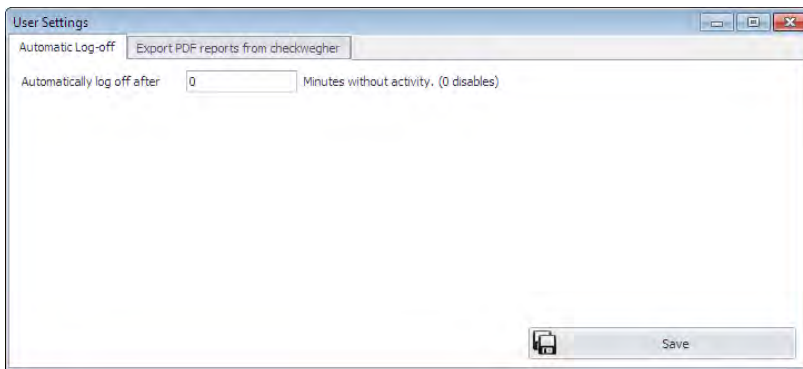 User Settings
Automatic Log-off
Export PDF reports from checkwegher
Automatically log off after 0 Minutes without activity. (0 disables)
Save